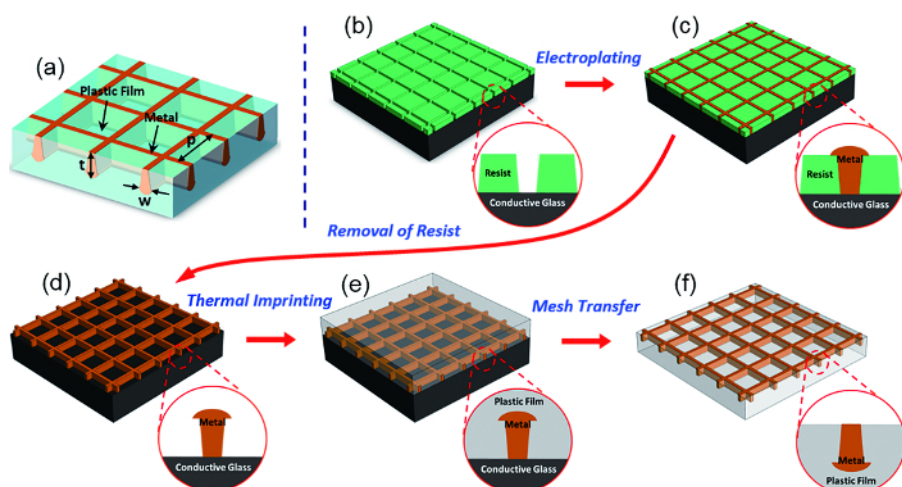 (a)
Plastic Film
Metal
p
t
w
(b)
Resist
Conductive Glass
Electroplating
(c)
Metal
Resist
Conductive Glass
Removal of Resist
(d)
Metal
Conductive Glass
Thermal Imprinting
(e)
Plastic Film
Metal
Conductive Glass
Mesh Transfer
(f)
Metal
Plastic Film